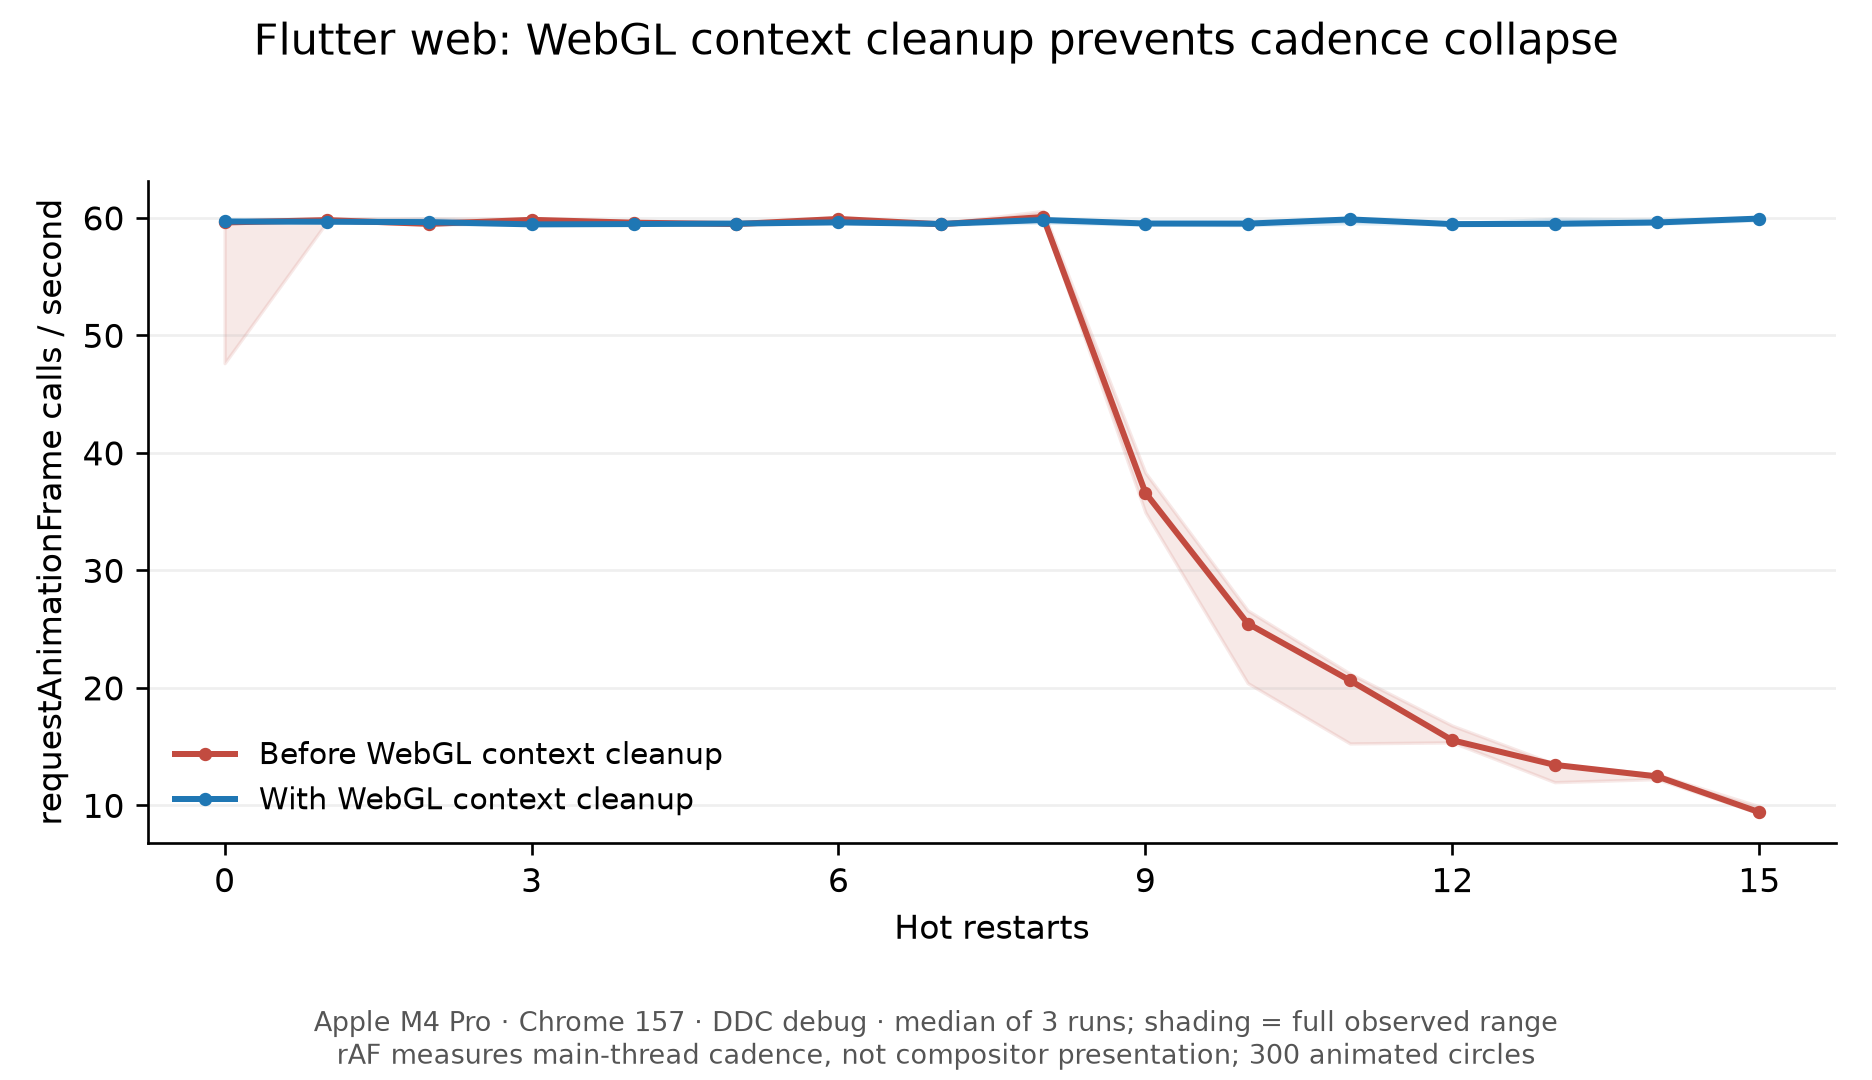 Flutter web: WebGL context cleanup prevents cadence collapse
requestAnimationFrame calls / second
60
50
40
30
20
10
Before WebGL context cleanup
With WebGL context cleanup
0
3
6
9
12
15
Hot restarts
Apple M4 Pro · Chrome 157 · DDC debug · median of 3 runs; shading = full observed range
rAF measures main-thread cadence, not compositor presentation; 300 animated circles